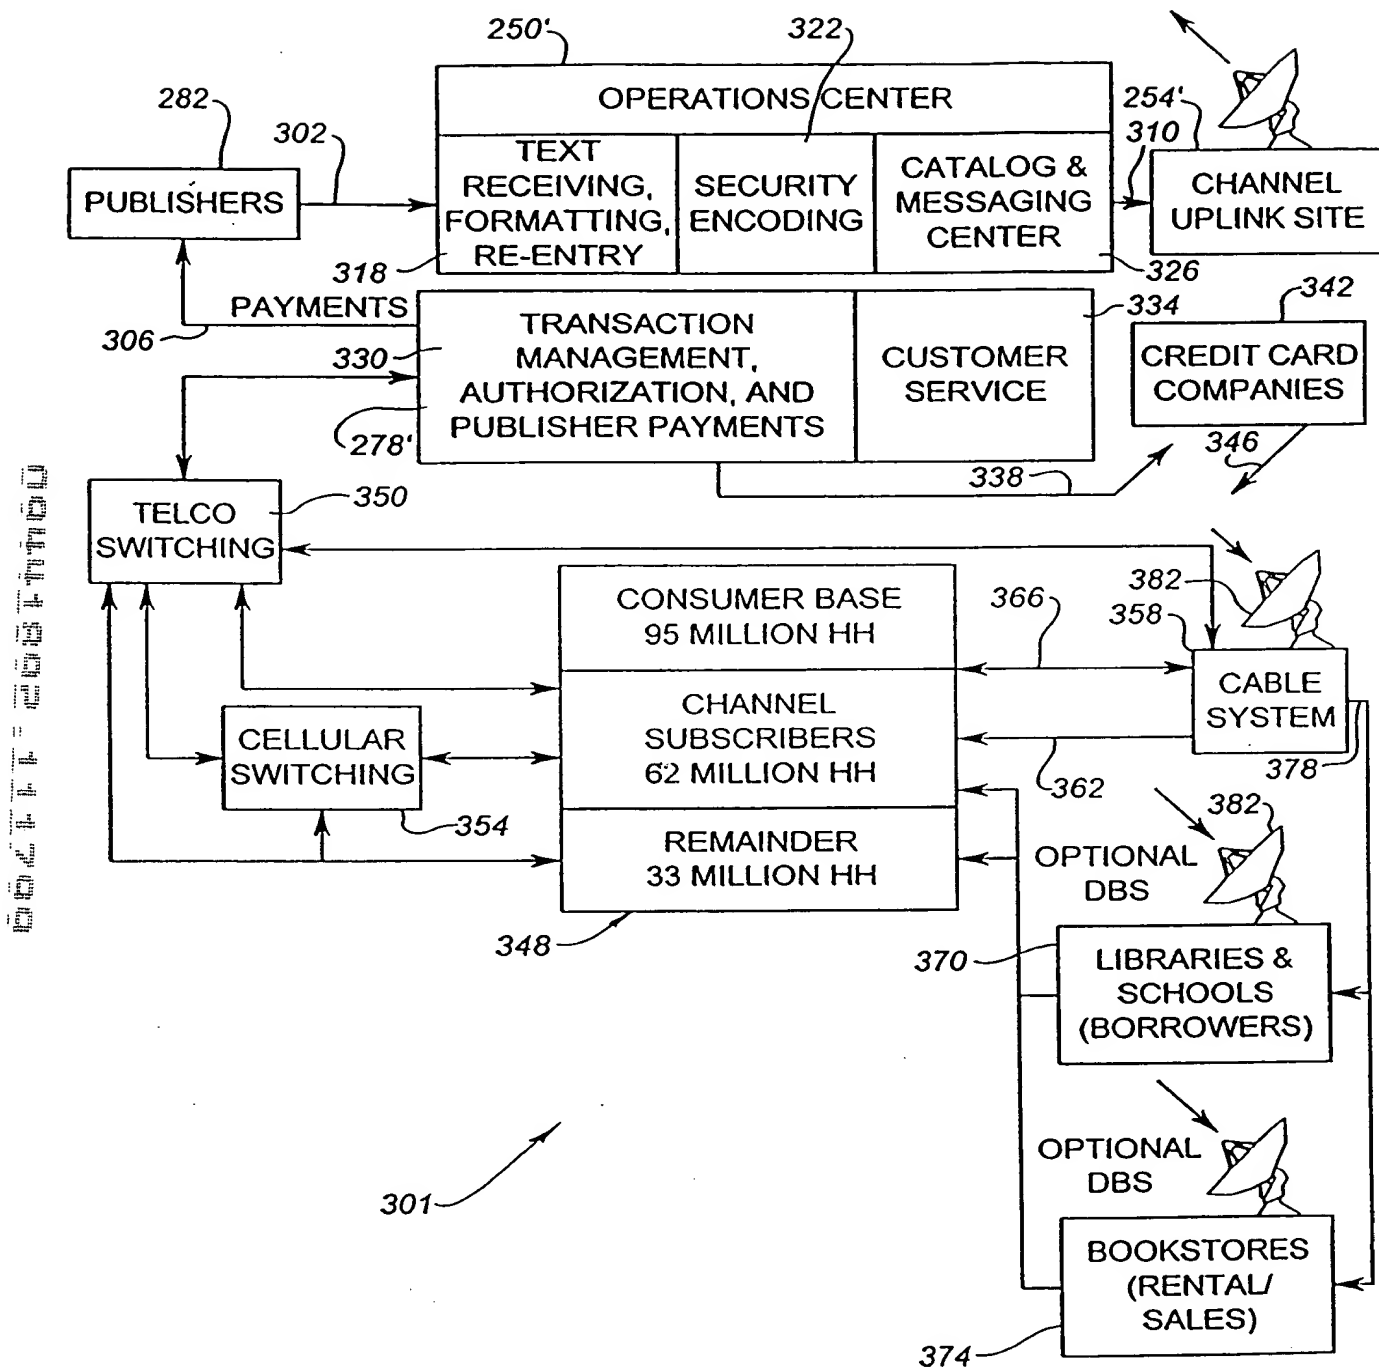 250'
322
282
OPERATIONS CENTER
254'
302
310
TEXT
RECEIVING,
FORMATTING,
RE-ENTRY
SECURITY
ENCODING
CATALOG &
MESSAGING
CENTER
PUBLISHERS
CHANNEL
UPLINK SITE
318
326
PAYMENTS
306
330
TRANSACTION
MANAGEMENT,
AUTHORIZATION, AND
PUBLISHER PAYMENTS
334
CUSTOMER
SERVICE
342
CREDIT CARD
COMPANIES
278'
346
338
350
TELCO
SWITCHING
CONSUMER BASE
95 MILLION HH
366
382
358
CABLE
SYSTEM
CHANNEL
SUBSCRIBERS
62 MILLION HH
CELLULAR
SWITCHING
362
378
354
382
REMAINDER
33 MILLION HH
OPTIONAL
DBS
348
370
LIBRARIES &
SCHOOLS
(BORROWERS)
OPTIONAL
DBS
301
BOOKSTORES
(RENTAL/
SALES)
374